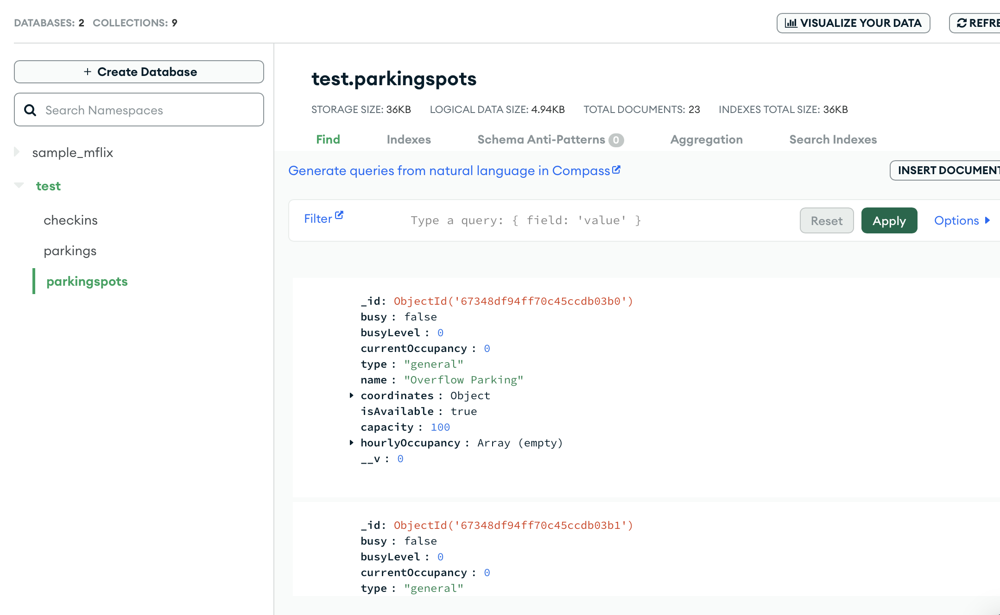 DATABASES: 2 COLLECTIONS: 9
VISUALIZE YOUR DATA
REFRE
+ Create Database
Search Namespaces
sample_mflix
test
checkins
parkings
parkingspots
test.parkingspots
STORAGE SIZE: 36KB LOGICAL DATA SIZE: 4.94KB TOTAL DOCUMENTS: 23 INDEXES TOTAL SIZE: 36KB
Find Indexes Schema Anti-Patterns 0 Aggregation Search Indexes
Generate queries from natural language in Compass
INSERT DOCUMENT
Filter Type a query: { field: 'value' } Reset Apply Options
_id: ObjectId('67348df94ff70c45ccdb03b0')
busy : false
busyLevel : 0
currentOccupancy : 0
type : "general"
name : "Overflow Parking"
coordinates : Object
isAvailable : true
capacity : 100
hourlyOccupancy : Array (empty)
__v : 0
_id: ObjectId('67348df94ff70c45ccdb03b1')
busy : false
busyLevel : 0
currentOccupancy : 0
type : "general"